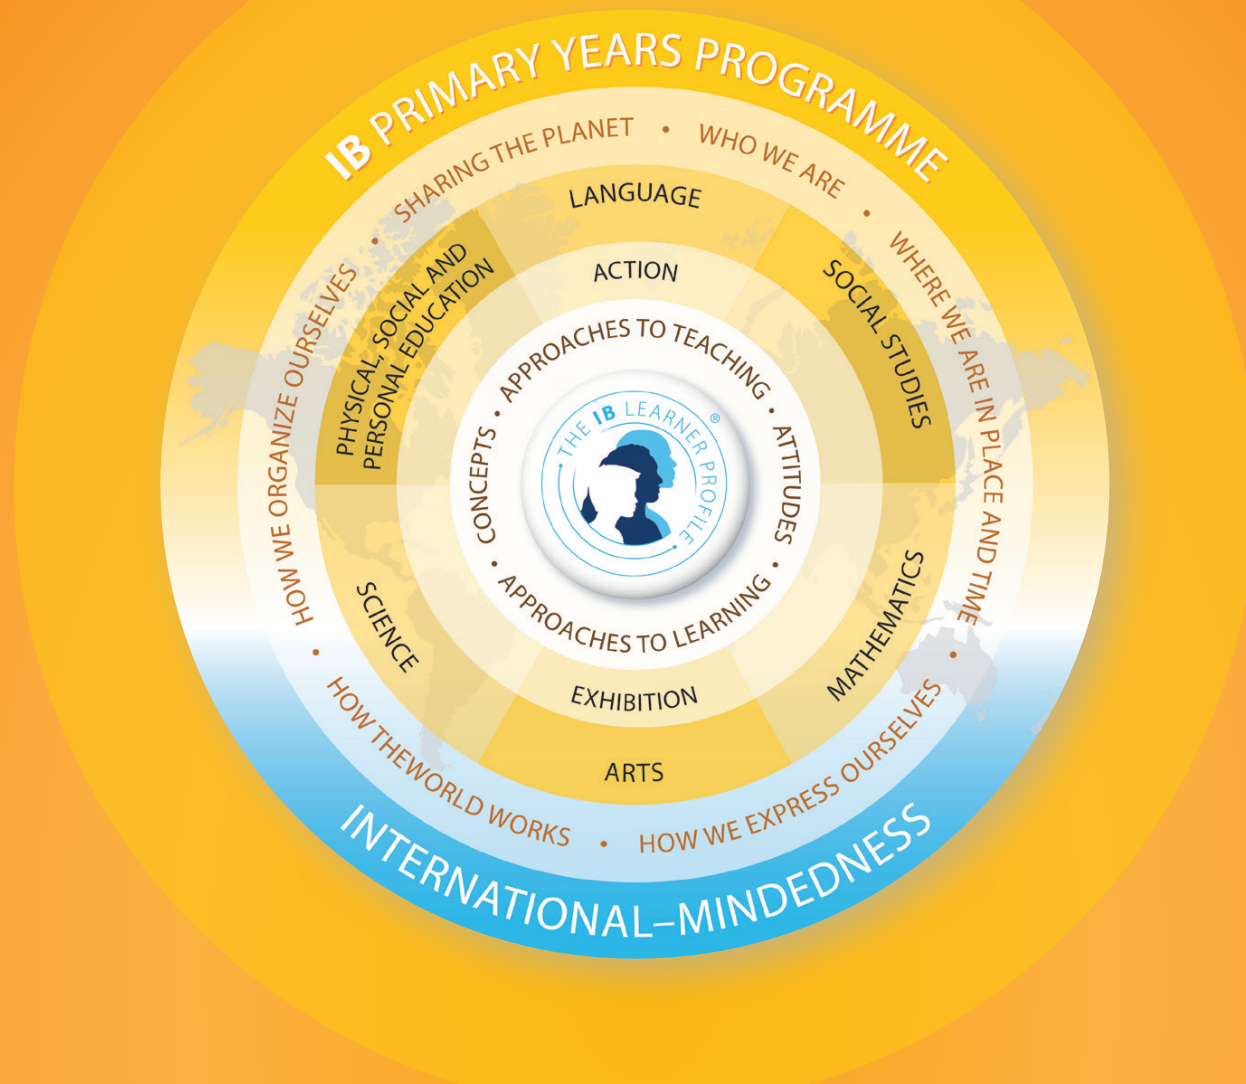 IB PRIMARY YEARS PROGRAMME
SHARING THE PLANET • WHO WE ARE • WHERE WE ARE IN PLACE AND TIME • HOW WE EXPRESS OURSELVES • HOW THEWORLD WORKS • HOW WE ORGANIZE OURSELVES •
LANGUAGE
SOCIAL STUDIES
MATHEMATICS
ARTS
SCIENCE
PHYSICAL, SOCIAL AND
PERSONAL EDUCATION
ACTION
EXHIBITION
APPROACHES TO TEACHING • ATTITUDES • APPROACHES TO LEARNING • CONCEPTS •
THE IB LEARNER PROFILE
®
INTERNATIONAL–MINDEDNESS